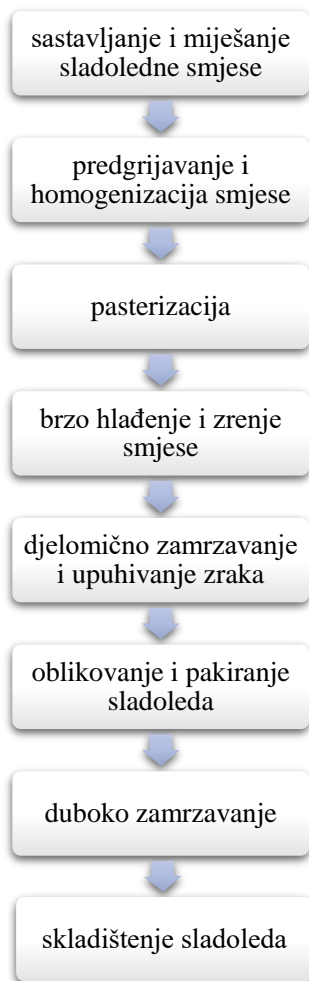 sastavljanje i miješanje
sladoledne smjese
predgrijavanje i
homogenizacija smjese
pasterizacija
brzo hlađenje i zrenje
smjese
djelomično zamrzavanje
i upuhivanje zraka
oblikovanje i pakiranje
sladoleda
duboko zamrzavanje
skladištenje sladoleda